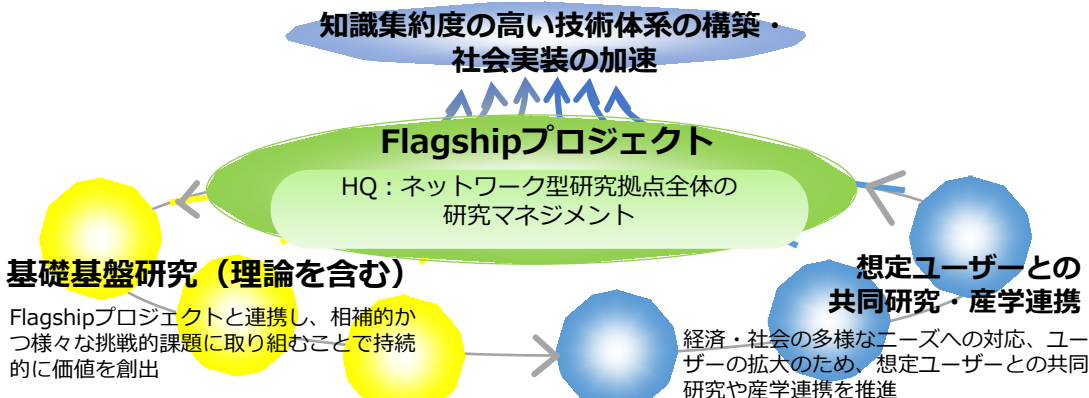 知識集約度の高い技術体系の構築・
社会実装の加速
Flagshipプロジェクト
HQ：ネットワーク型研究拠点全体の
研究マネジメント
基礎基盤研究（理論を含む）
Flagshipプロジェクトと連携し、相補的か
つ様々な挑戦的課題に取り組むことで持続
的に価値を創出
想定ユーザーとの
共同研究・産学連携
経済・社会の多様なニーズへの対応、ユー
ザーの拡大のため、想定ユーザーとの共同
研究や産学連携を推進